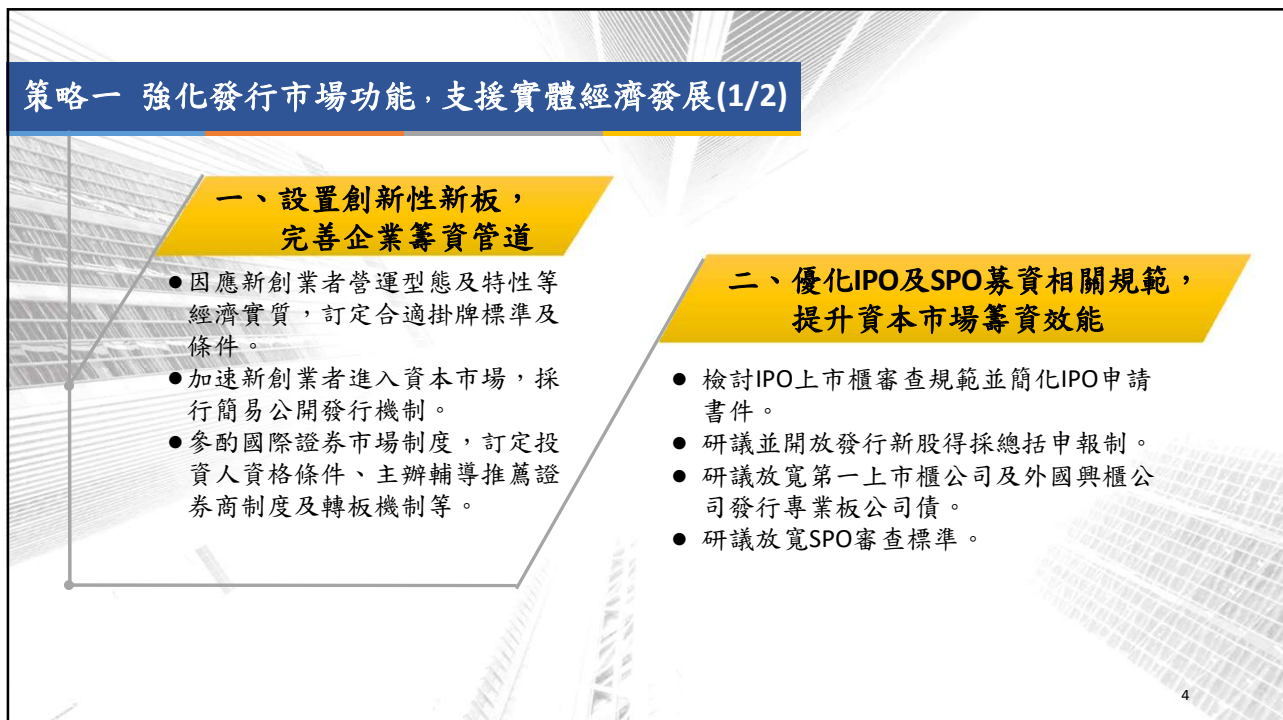 策略一 強化發行市場功能，支援實體經濟發展(1/2)
一、設置創新性新板，
完善企業籌資管道
●因應新創業者營運型態及特性等
經濟實質，訂定合適掛牌標準及
條件。
●加速新創業者進入資本市場，採
行簡易公開發行機制。
●參酌國際證券市場制度，訂定投
資人資格條件、主辦輔導推薦證
券商制度及轉板機制等。
二、優化IPO及SPO募資相關規範，
提升資本市場籌資效能
● 檢討IPO上市櫃審查規範並簡化IPO申請
書件。
● 研議並開放發行新股得採總括申報制。
● 研議放寬第一上市櫃公司及外國興櫃公
司發行專業板公司債。
● 研議放寬SPO審查標準。
4